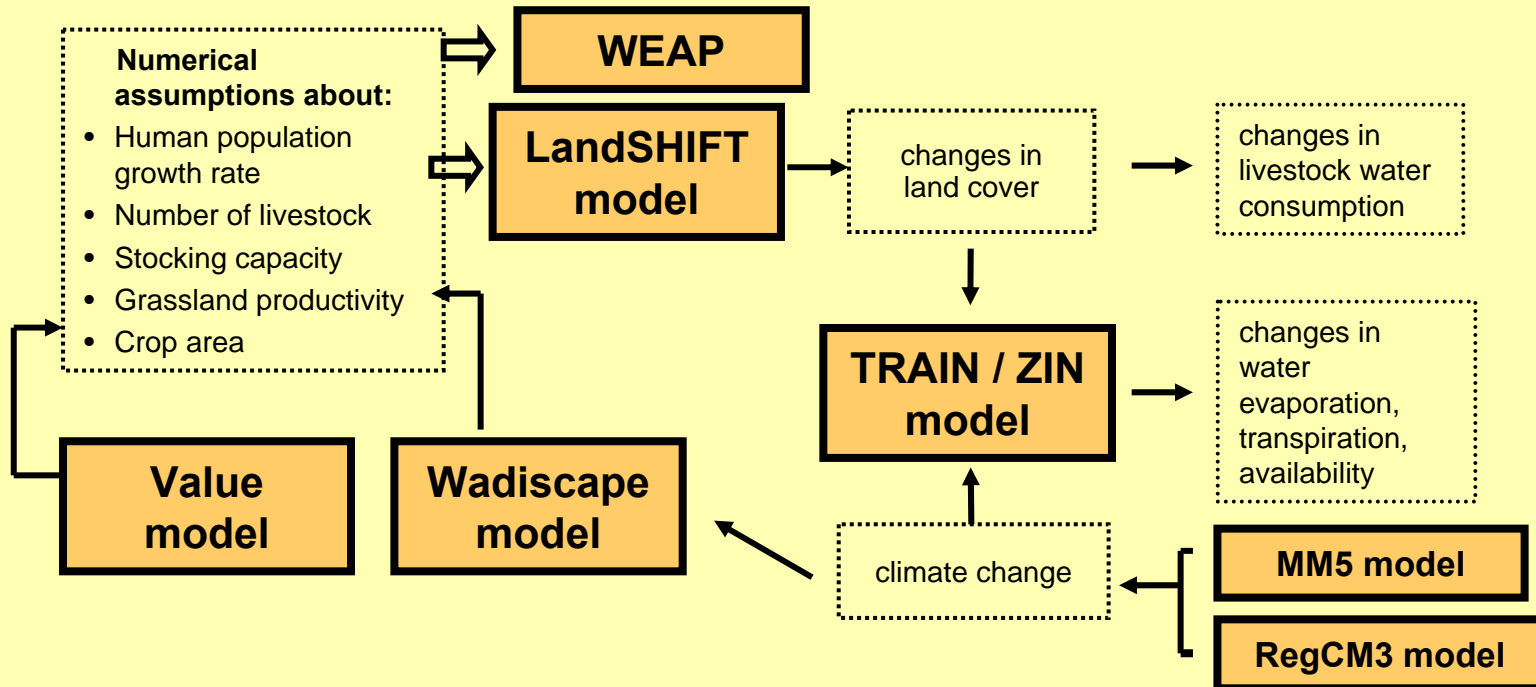 Numerical
assumptions about:
• Human population
growth rate
• Number of livestock
• Stocking capacity
• Grassland productivity
• Crop area
WEAP
LandSHIFT
model
changes in
land cover
changes in
livestock water
consumption
TRAIN / ZIN
model
changes in
water
evaporation,
transpiration,
availability
Value
model
Wadiscape
model
climate change
MM5 model
RegCM3 model